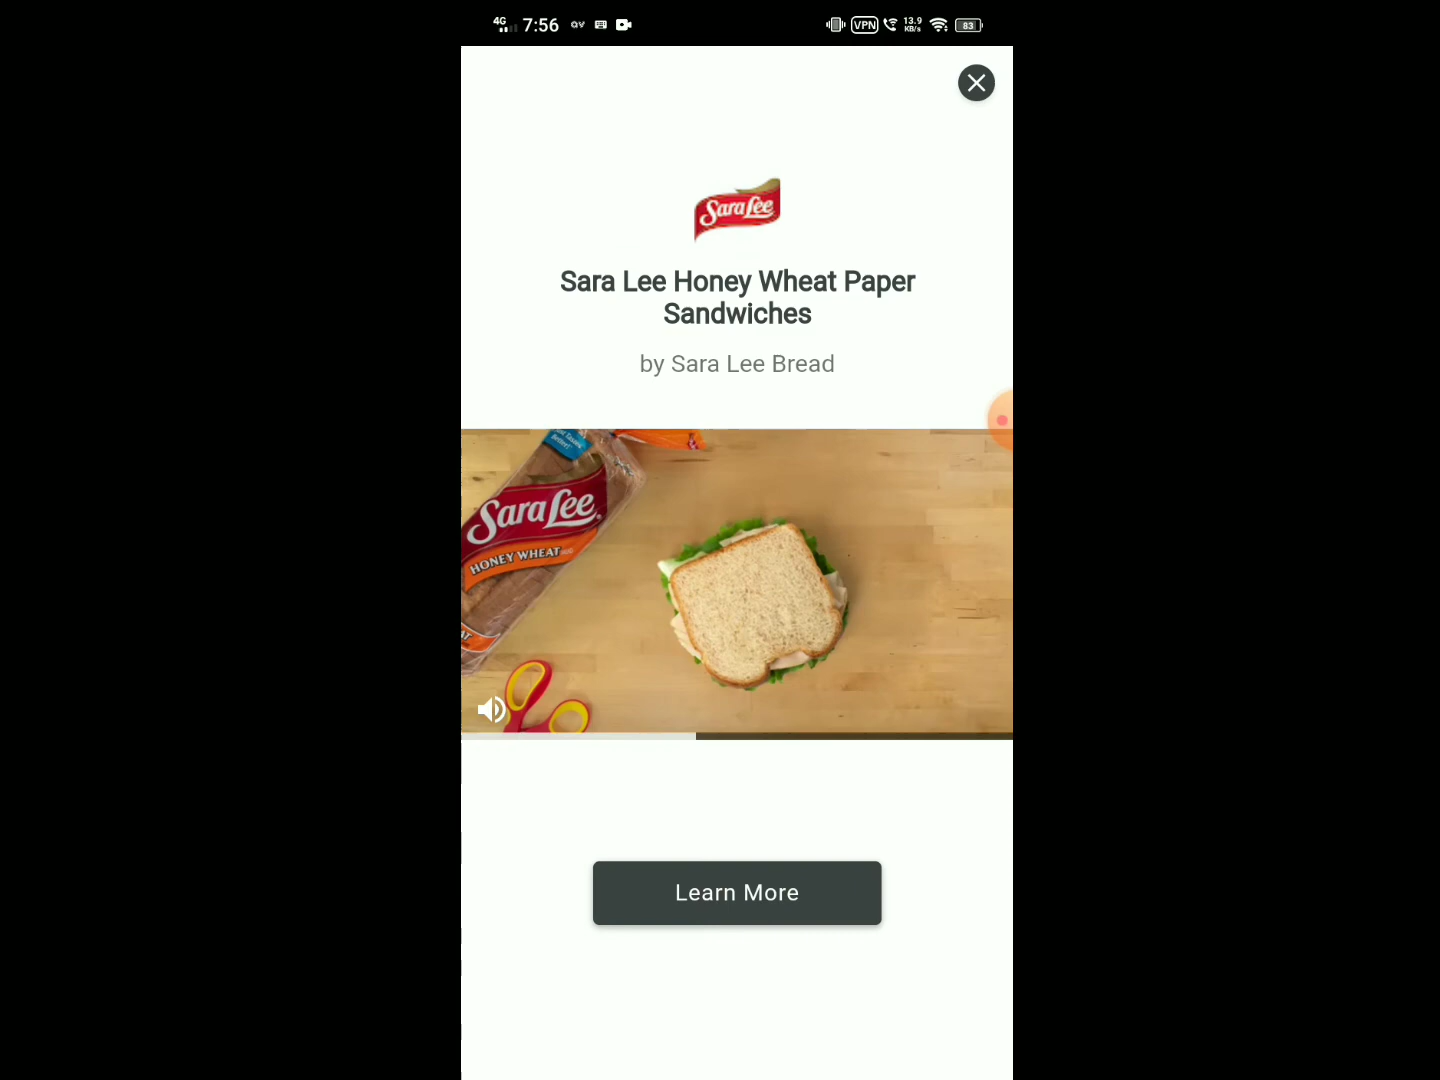 4G 7:56 VPN 13.9 KB/s 83
Sara Lee
Sara Lee Honey Wheat Paper
Sandwiches
by Sara Lee Bread
Better!
Sara Lee
HONEY WHEAT
Learn More